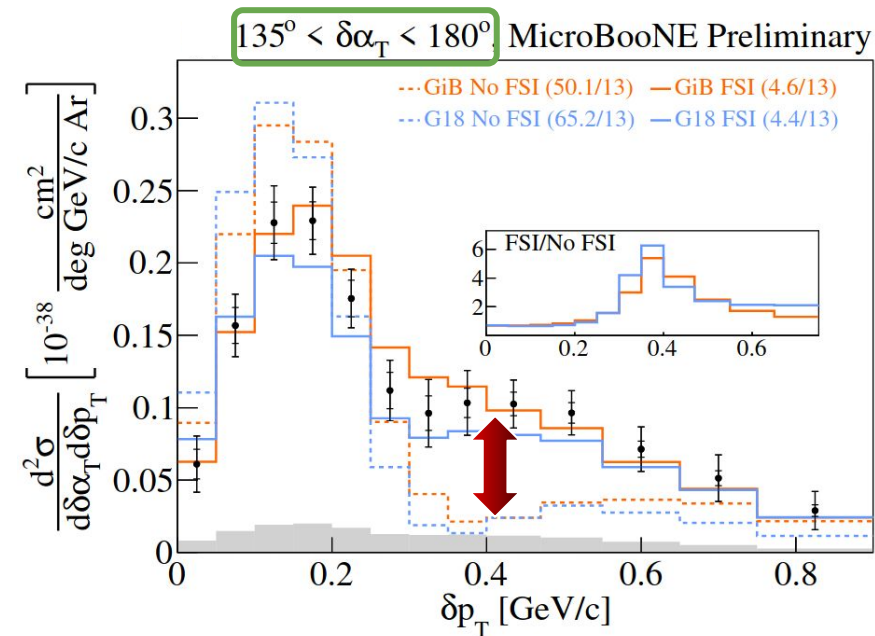 135° < δα_T < 180°, MicroBooNE Preliminary
GiB No FSI (50.1/13) GiB FSI (4.6/13)
G18 No FSI (65.2/13) G18 FSI (4.4/13)
d²σ/dδα_T dδp_T [10⁻³⁸ cm²/deg GeV/c Ar]
0.3
0.25
0.2
0.15
0.1
0.05
0
FSI/No FSI
6
4
2
0 0.2 0.4 0.6
0 0.2 0.4 0.6 0.8
δp_T [GeV/c]